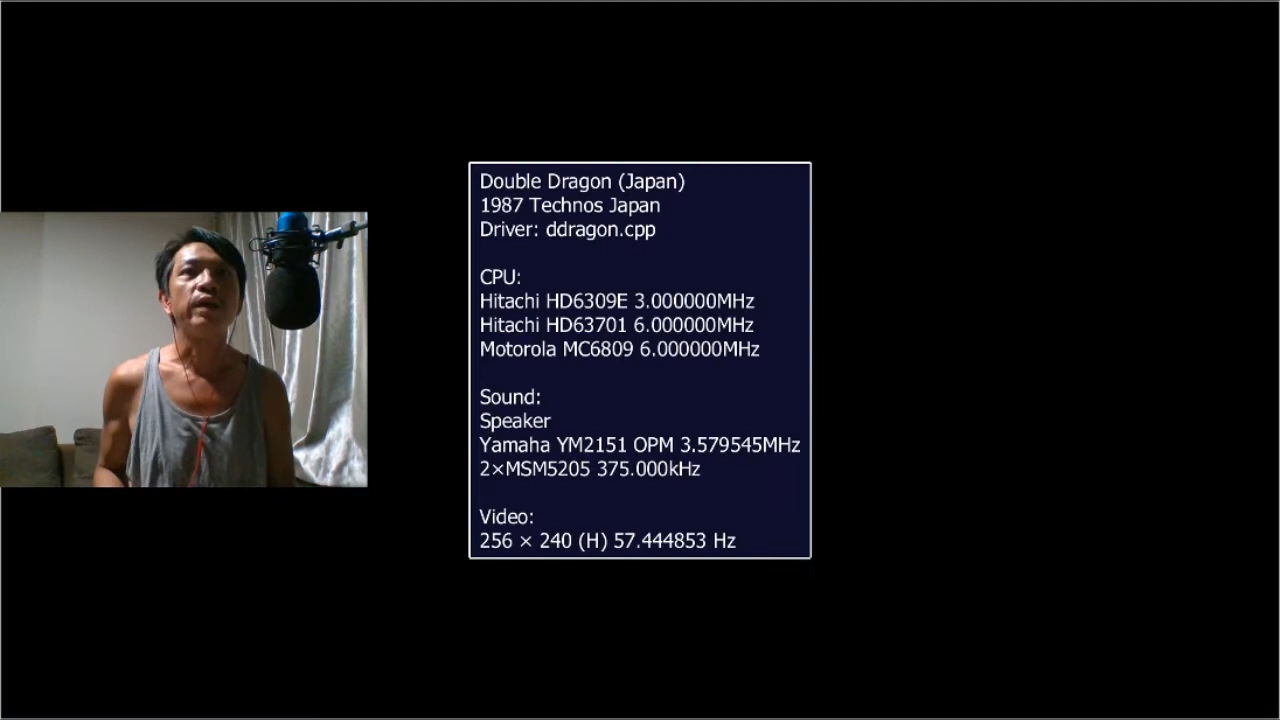 Double Dragon (Japan)
1987 Technos Japan
Driver: ddragon.cpp
CPU:
Hitachi HD6309E 3.000000MHz
Hitachi HD63701 6.000000MHz
Motorola MC6809 6.000000MHz
Sound:
Speaker
Yamaha YM2151 OPM 3.579545MHz
2×MSM5205 375.000kHz
Video:
256 × 240 (H) 57.444853 Hz